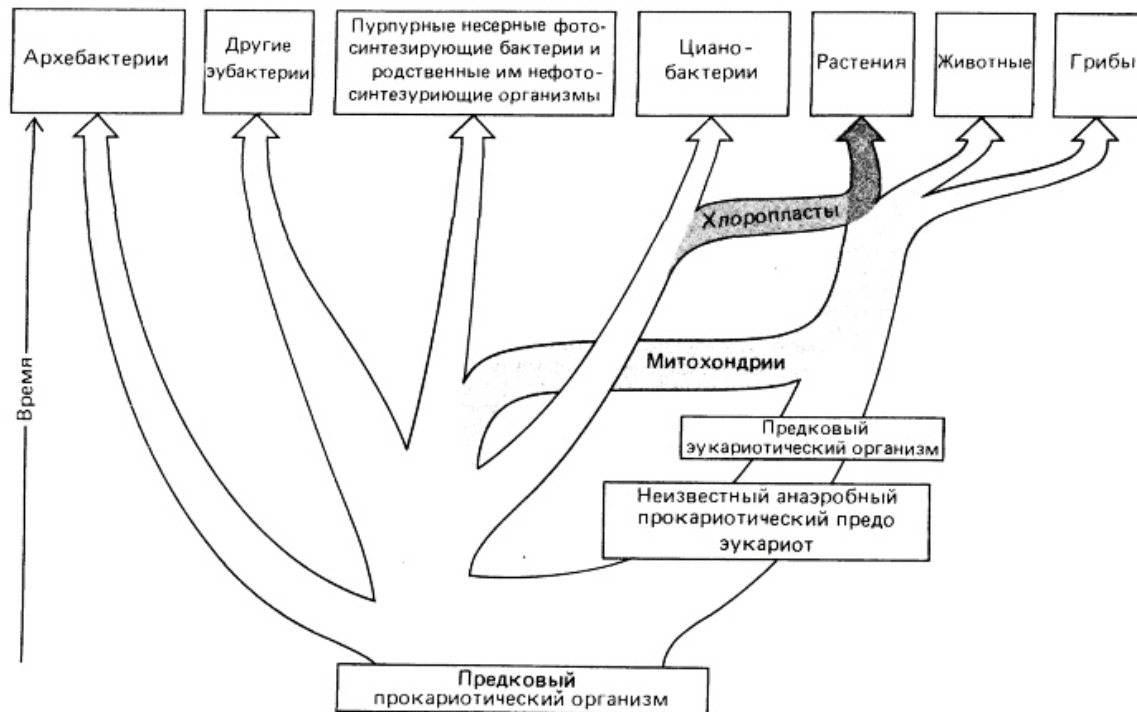 Архебактерии
Другие
эубактерии
Пурпурные несерные фото-
синтезирующие бактерии и
родственные им нефото-
синтезуриющие организмы
Циано-
бактерии
Растения
Животные
Грибы
Хлоропласты
Митохондрии
Время
Предковый
эукариотический организм
Неизвестный анаэробный
прокариотический предо
эукариот
Предковый
прокариотический организм